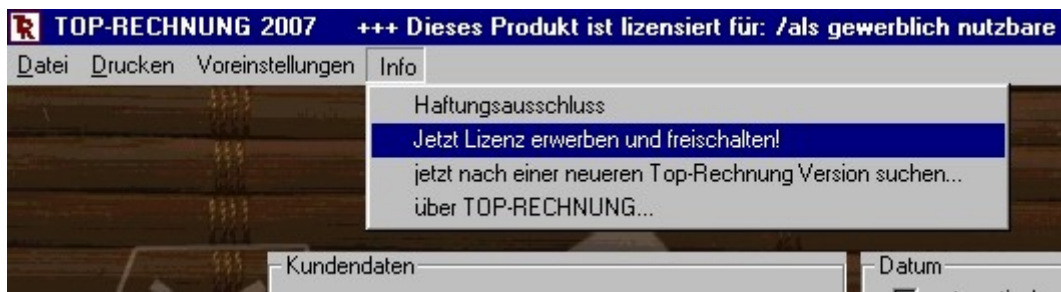 TOP-RECHNUNG 2007 +++ Dieses Produkt ist lizensiert für: /als gewerblich nutzbare
Datei Drucken Voreinstellungen Info
Haftungsausschluss
Jetzt Lizenz erwerben und freischalten!
jetzt nach einer neueren Top-Rechnung Version suchen...
über TOP-RECHNUNG...
Kundendaten Datum